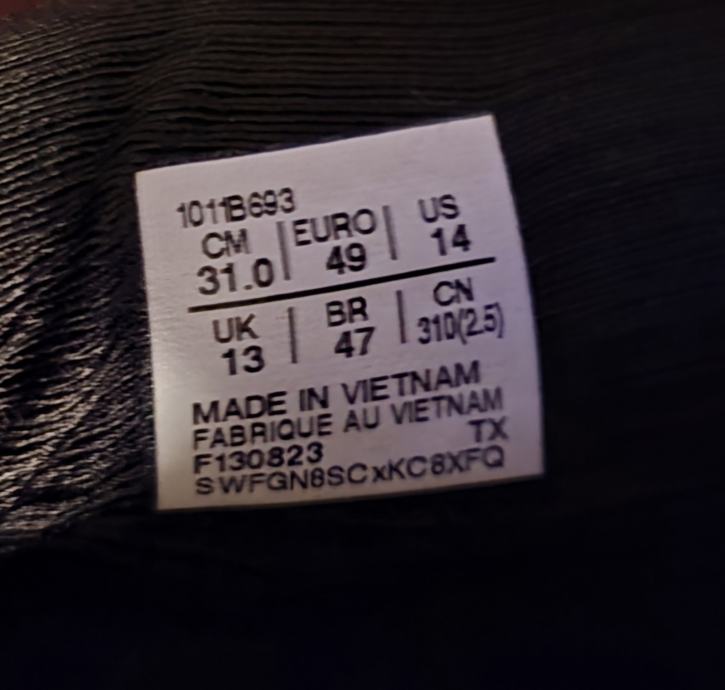 1011B693
CM | EURO | US
31.0 | 49 | 14
UK | BR | CN
13 | 47 | 310(2.5)
MADE IN VIETNAM
FABRIQUE AU VIETNAM
F130823 TX
SWFGN8SCxKC8XFQ